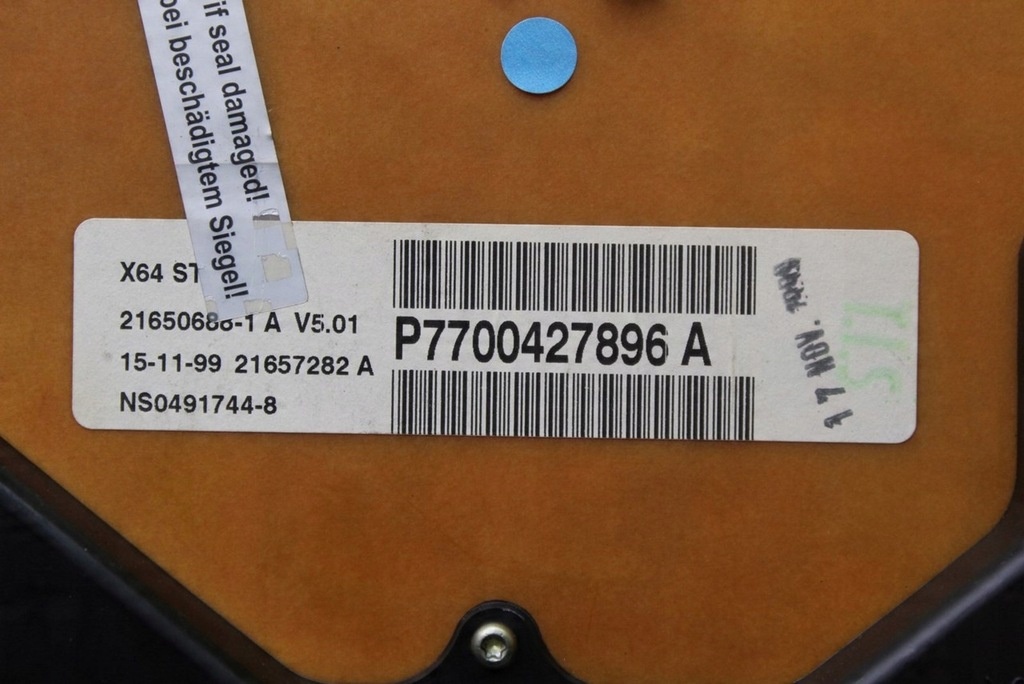 if seal damaged!
bei beschädigtem Siegel!
X64 ST
21650688-1 A V5.01
15-11-99 21657282 A
NS0491744-8
P7700427896 A
17 NOV. 1999